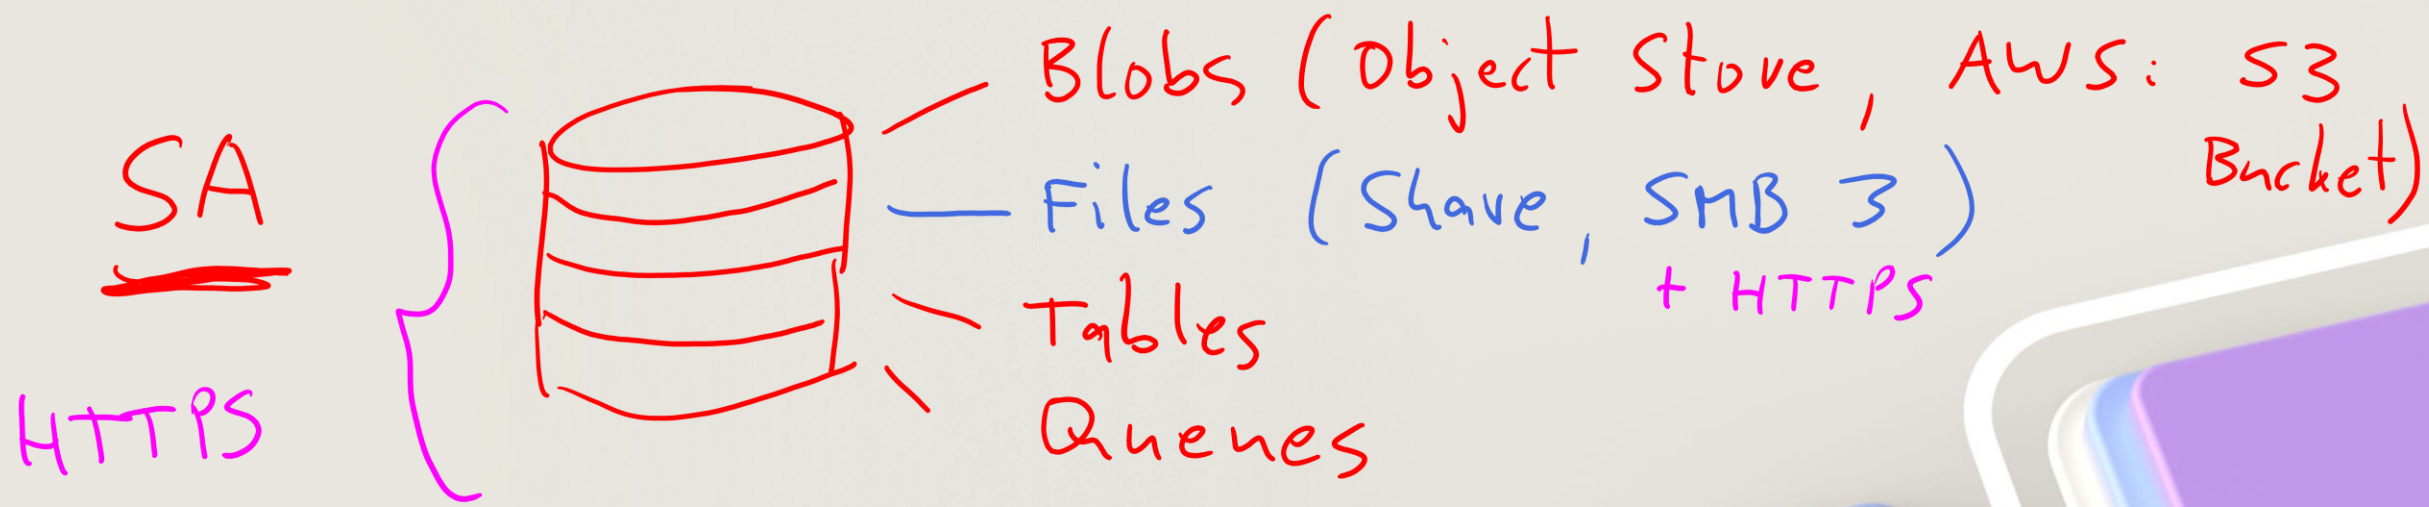 Blobs (Object Store, AWS: S3
Bucket)
SA
Files (Share, SMB 3)
+ HTTPS
Tables
HTTPS
Queues